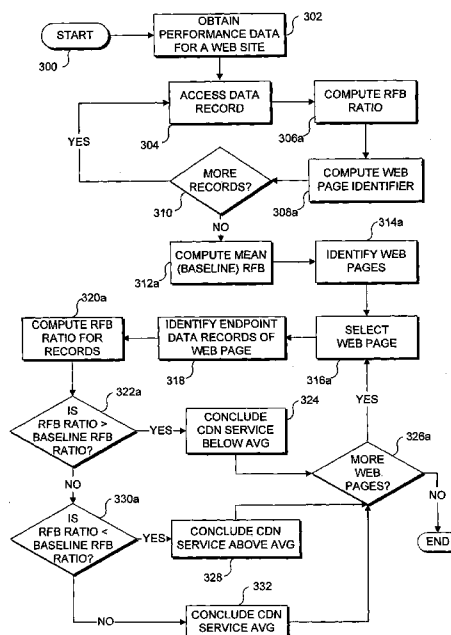 START
300
OBTAIN
PERFORMANCE DATA
FOR A WEB SITE
302
ACCESS DATA
RECORD
304
COMPUTE RFB
RATIO
306a
YES
MORE
RECORDS?
310
COMPUTE WEB
PAGE IDENTIFIER
308a
NO
COMPUTE MEAN
(BASELINE) RFB
312a
314a
IDENTIFY WEB
PAGES
320a
COMPUTE RFB
RATIO FOR
RECORDS
IDENTIFY ENDPOINT
DATA RECORDS OF
WEB PAGE
318
SELECT
WEB PAGE
316a
322a
IS
RFB RATIO >
BASELINE RFB
RATIO?
YES
324
CONCLUDE
CDN SERVICE
BELOW AVG
YES
326a
MORE
WEB
PAGES?
NO
END
NO
330a
IS
RFB RATIO <
BASELINE RFB
RATIO?
YES
CONCLUDE CDN
SERVICE ABOVE AVG
328
332
NO
CONCLUDE CDN
SERVICE AVG